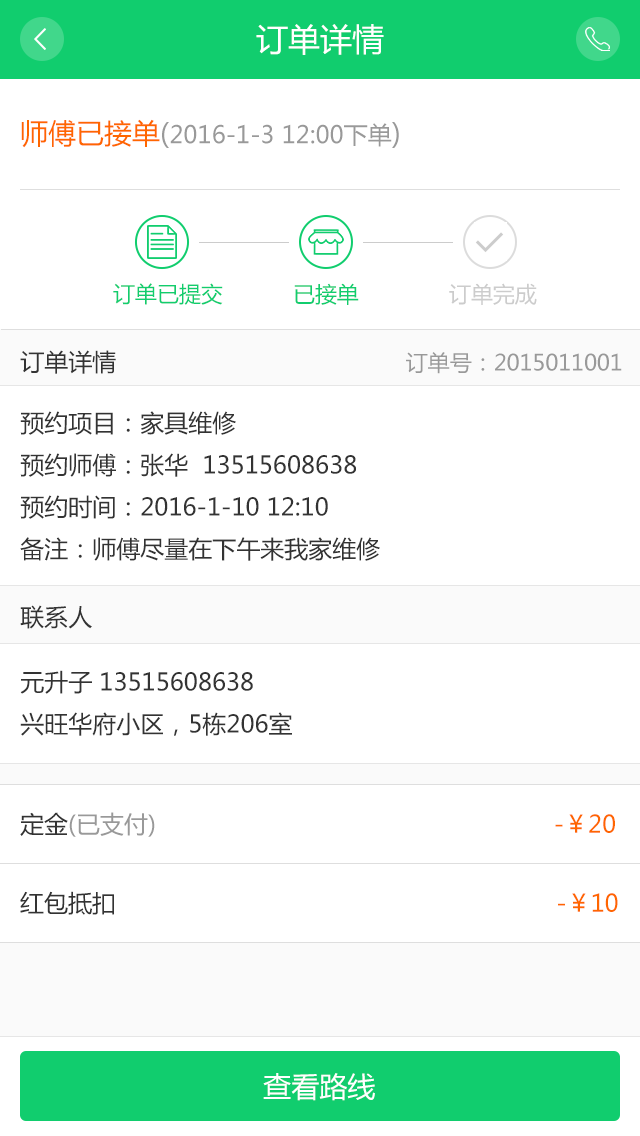 订单详情
师傅已接单(2016-1-3 12:00下单)
订单已提交 已接单 订单完成
订单详情 订单号：2015011001
预约项目：家具维修
预约师傅：张华 13515608638
预约时间：2016-1-10 12:10
备注：师傅尽量在下午来我家维修
联系人
元升子 13515608638
兴旺华府小区，5栋206室
定金(已支付) -￥20
红包抵扣 -￥10
查看路线